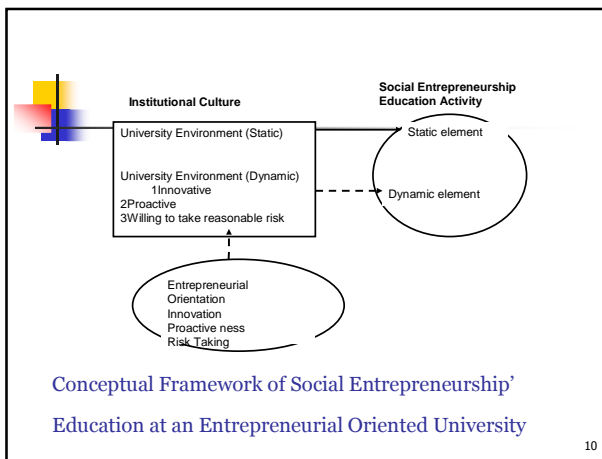 Institutional Culture
Social Entrepreneurship
Education Activity
University Environment (Static)
University Environment (Dynamic)
1Innovative
2Proactive
3Willing to take reasonable risk
Static element
Dynamic element
Entrepreneurial
Orientation
Innovation
Proactive ness
Risk Taking
Conceptual Framework of Social Entrepreneurship’
Education at an Entrepreneurial Oriented University
10